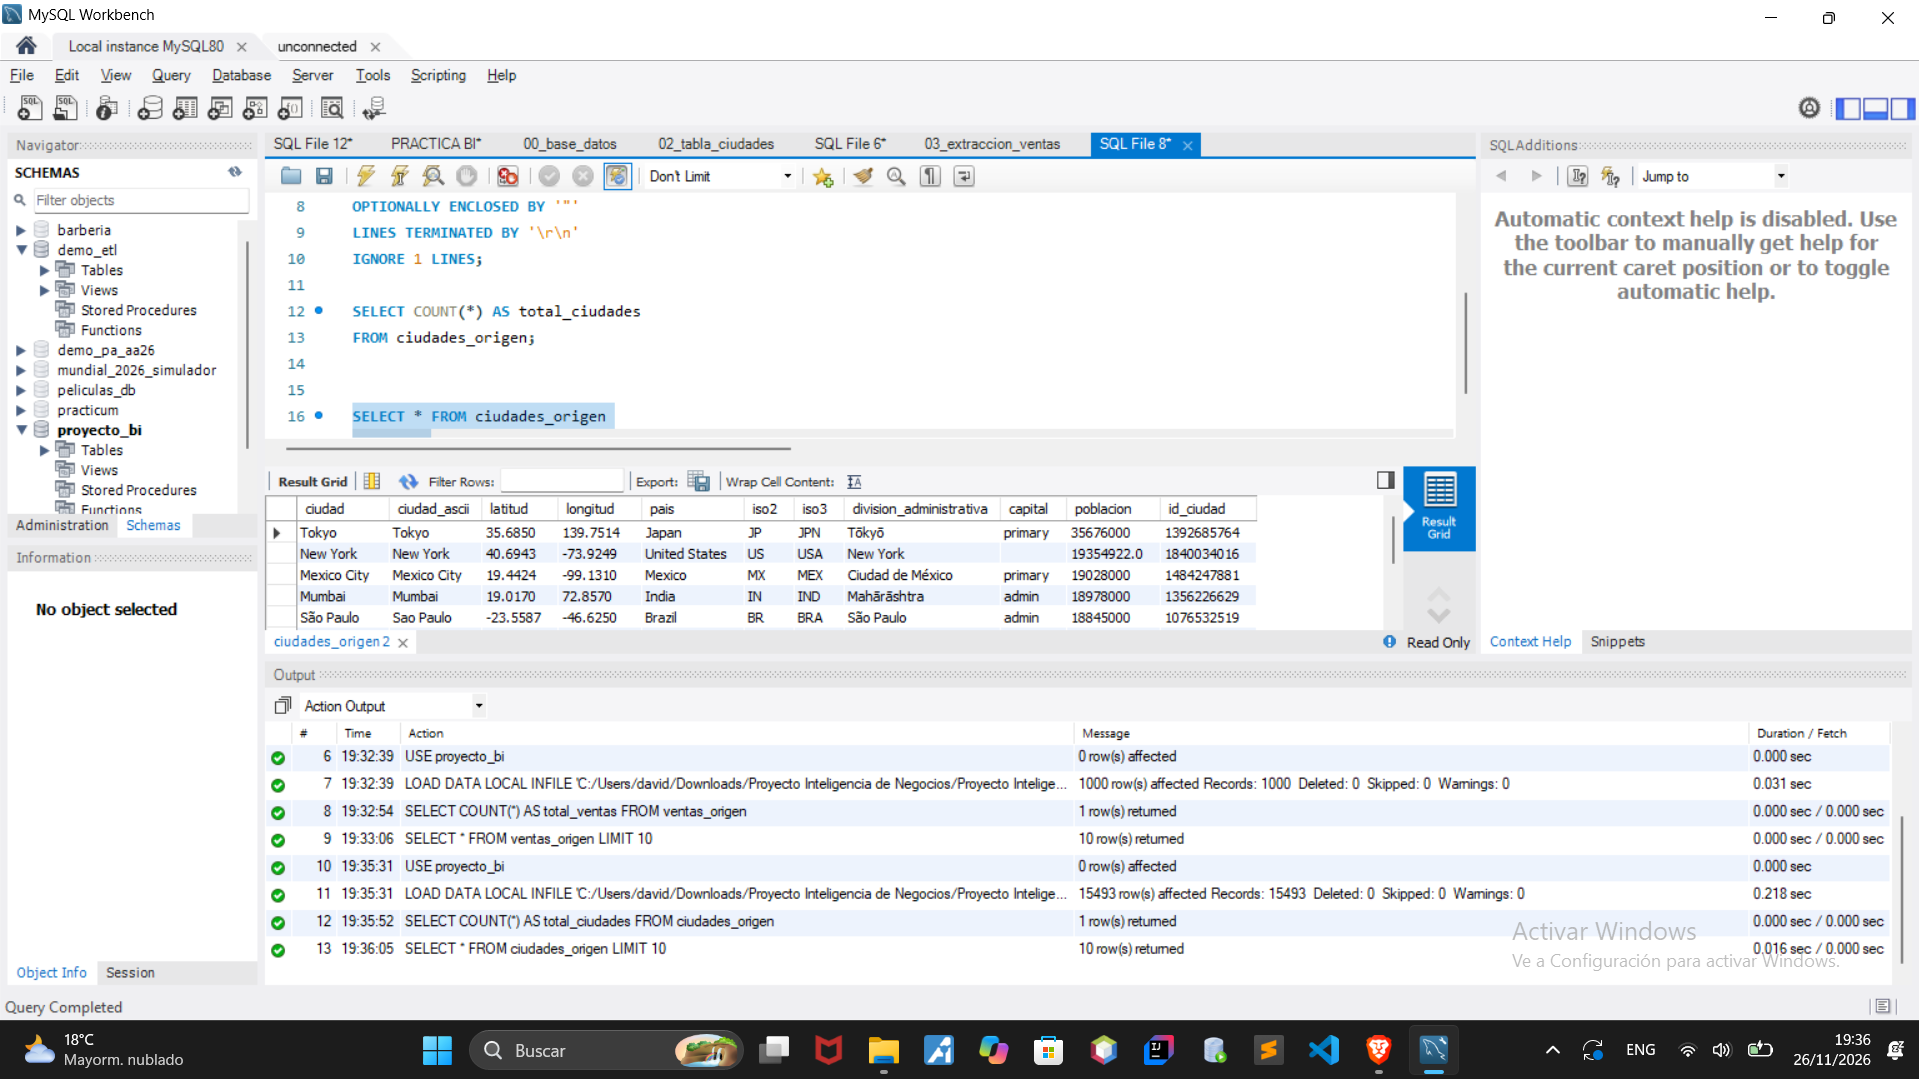 MySQL Workbench
Local instance MySQL80
unconnected
File Edit View Query Database Server Tools Scripting Help
Navigator
SCHEMAS
Filter objects
barberia
demo_etl
Tables
Views
Stored Procedures
Functions
demo_pa_aa26
mundial_2026_simulador
peliculas_db
practicum
proyecto_bi
Tables
Views
Stored Procedures
Functions
Administration Schemas
Information
No object selected
Object Info Session
SQL File 12* PRACTICA BI* 00_base_datos 02_tabla_ciudades SQL File 6* 03_extraccion_ventas SQL File 8*
Don't Limit
8 OPTIONALLY ENCLOSED BY '"'
9 LINES TERMINATED BY '\r\n'
10 IGNORE 1 LINES;
11
12 SELECT COUNT(*) AS total_ciudades
13 FROM ciudades_origen;
14
15
16 SELECT * FROM ciudades_origen
Result Grid Filter Rows: Export: Wrap Cell Content:
ciudad ciudad_ascii latitud longitud pais iso2 iso3 division_administrativa capital poblacion id_ciudad
Tokyo Tokyo 35.6850 139.7514 Japan JP JPN Tōkyō primary 35676000 1392685764
New York New York 40.6943 -73.9249 United States US USA New York 19354922.0 1840034016
Mexico City Mexico City 19.4424 -99.1310 Mexico MX MEX Ciudad de México primary 19028000 1484247881
Mumbai Mumbai 19.0170 72.8570 India IN IND Mahārāshtra admin 18978000 1356226629
São Paulo Sao Paulo -23.5587 -46.6250 Brazil BR BRA São Paulo admin 18845000 1076532519
Result Grid
ciudades_origen 2
Read Only
SQLAdditions
Jump to
Automatic context help is disabled. Use
the toolbar to manually get help for
the current caret position or to toggle
automatic help.
Context Help Snippets
Output
Action Output
# Time Action Message Duration / Fetch
6 19:32:39 USE proyecto_bi 0 row(s) affected 0.000 sec
7 19:32:39 LOAD DATA LOCAL INFILE 'C:/Users/david/Downloads/Proyecto Inteligencia de Negocios/Proyecto Intelige... 1000 row(s) affected Records: 1000 Deleted: 0 Skipped: 0 Warnings: 0 0.031 sec
8 19:32:54 SELECT COUNT(*) AS total_ventas FROM ventas_origen 1 row(s) returned 0.000 sec / 0.000 sec
9 19:33:06 SELECT * FROM ventas_origen LIMIT 10 10 row(s) returned 0.000 sec / 0.000 sec
10 19:35:31 USE proyecto_bi 0 row(s) affected 0.000 sec
11 19:35:31 LOAD DATA LOCAL INFILE 'C:/Users/david/Downloads/Proyecto Inteligencia de Negocios/Proyecto Intelige... 15493 row(s) affected Records: 15493 Deleted: 0 Skipped: 0 Warnings: 0 0.218 sec
12 19:35:52 SELECT COUNT(*) AS total_ciudades FROM ciudades_origen 1 row(s) returned 0.000 sec / 0.000 sec
13 19:36:05 SELECT * FROM ciudades_origen LIMIT 10 10 row(s) returned 0.016 sec / 0.000 sec
Activar Windows
Ve a Configuración para activar Windows.
Query Completed
18°C
Mayorm. nublado
Buscar
ENG
19:36
26/11/2026